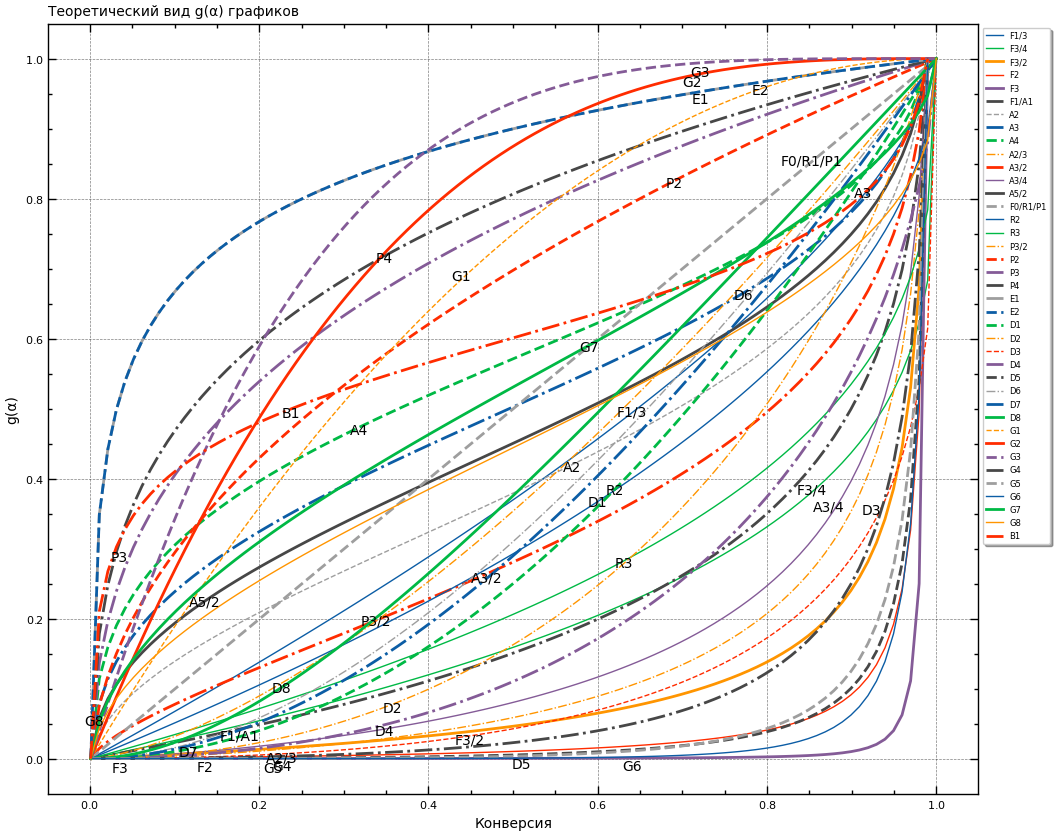 Теоретический вид g(α) графиков
g(α)
1.0
0.8
0.6
0.4
0.2
0.0
0.0
0.2
0.4
0.6
0.8
1.0
Конверсия
G3
G2
E1
E2
F0/R1/P1
P2
A3
P4
G1
D6
G7
B1
A4
F1/3
A2
R2
D1
F3/4
A3/4
D3
P3
A3/2
R3
A5/2
P3/2
D8
D2
G8
F1/A1
D4
F3/2
D7
A2/3
F3
F2
G5
G4
D5
G6
F1/3
F3/4
F3/2
F2
F3
F1/A1
A2
A3
A4
A2/3
A3/2
A3/4
A5/2
F0/R1/P1
R2
R3
P3/2
P2
P3
P4
E1
E2
D1
D2
D3
D4
D5
D6
D7
D8
G1
G2
G3
G4
G5
G6
G7
G8
B1